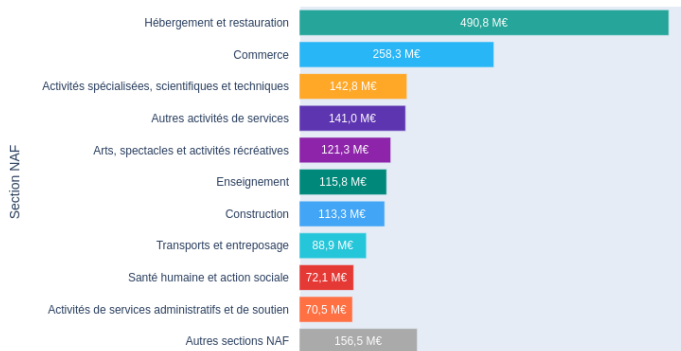 Section NAF
Hébergement et restauration 490,8 M€
Commerce 258,3 M€
Activités spécialisées, scientifiques et techniques 142,8 M€
Autres activités de services 141,0 M€
Arts, spectacles et activités récréatives 121,3 M€
Enseignement 115,8 M€
Construction 113,3 M€
Transports et entreposage 88,9 M€
Santé humaine et action sociale 72,1 M€
Activités de services administratifs et de soutien 70,5 M€
Autres sections NAF 156,5 M€